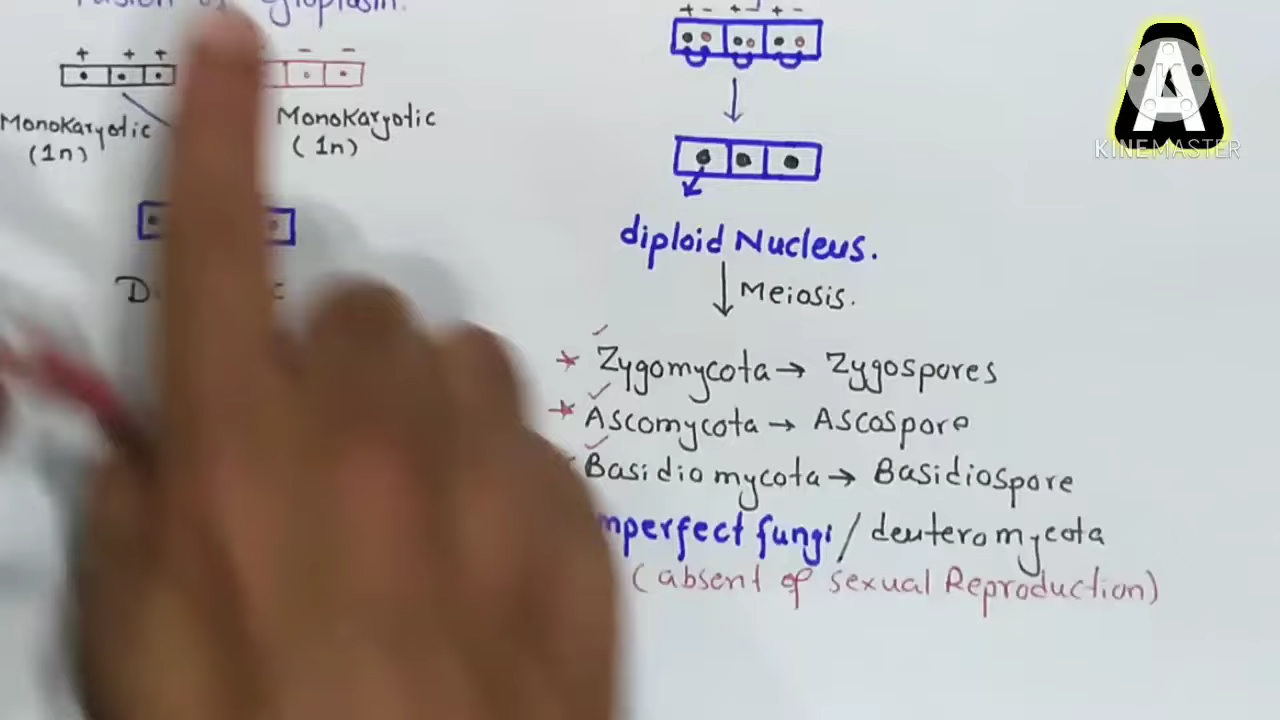 + + + - -
Monokaryotic
(1n)
Monokaryotic
(1n)
+ - + - + -
diploid Nucleus.
Meiosis.
Zygomycota → Zygospores
Ascomycota → Ascospore
Basidiomycota → Basidiospore
mperfect fungi / deuteromycota
(absent of sexual Reproduction)
A
K
KINEMASTER